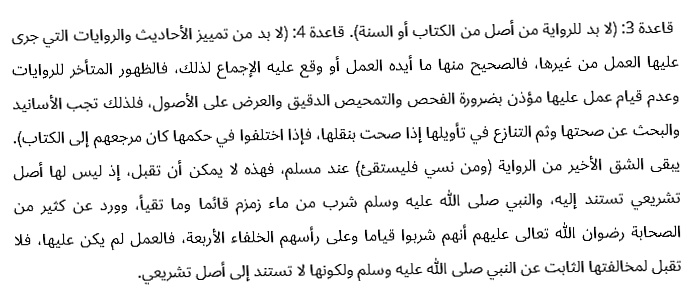 قاعدة 3: (لا بد للرواية من أصل من الكتاب أو السنة). قاعدة 4: (لا بد من تمييز الأحاديث والروايات التي جرى
عليها العمل من غيرها، فالصحيح منها ما أيده العمل أو وقع عليه الإجماع لذلك، فالظهور المتأخر للروايات
وعدم قيام عمل عليها مؤذن بضرورة الفحص والتمحيص الدقيق والعرض على الأصول، فلذلك تجب الأسانيد
والبحث عن صحتها وثم التنازع في تأويلها إذا صحت بنقلها، فإذا اختلفوا في حكمها كان مرجعهم إلى الكتاب).
يبقى الشق الأخير من الرواية (ومن نسي فليستقئ) عند مسلم، فهذه لا يمكن أن تقبل، إذ ليس لها أصل
تشريعي تستند إليه، والنبي صلى الله عليه وسلم شرب من ماء زمزم قائما وما تقيأ، وورد عن كثير من
الصحابة رضوان الله تعالى عليهم أنهم شربوا قياما وعلى رأسهم الخلفاء الأربعة، فالعمل لم يكن عليها، فلا
تقبل لمخالفتها الثابت عن النبي صلى الله عليه وسلم ولكونها لا تستند إلى أصل تشريعي.